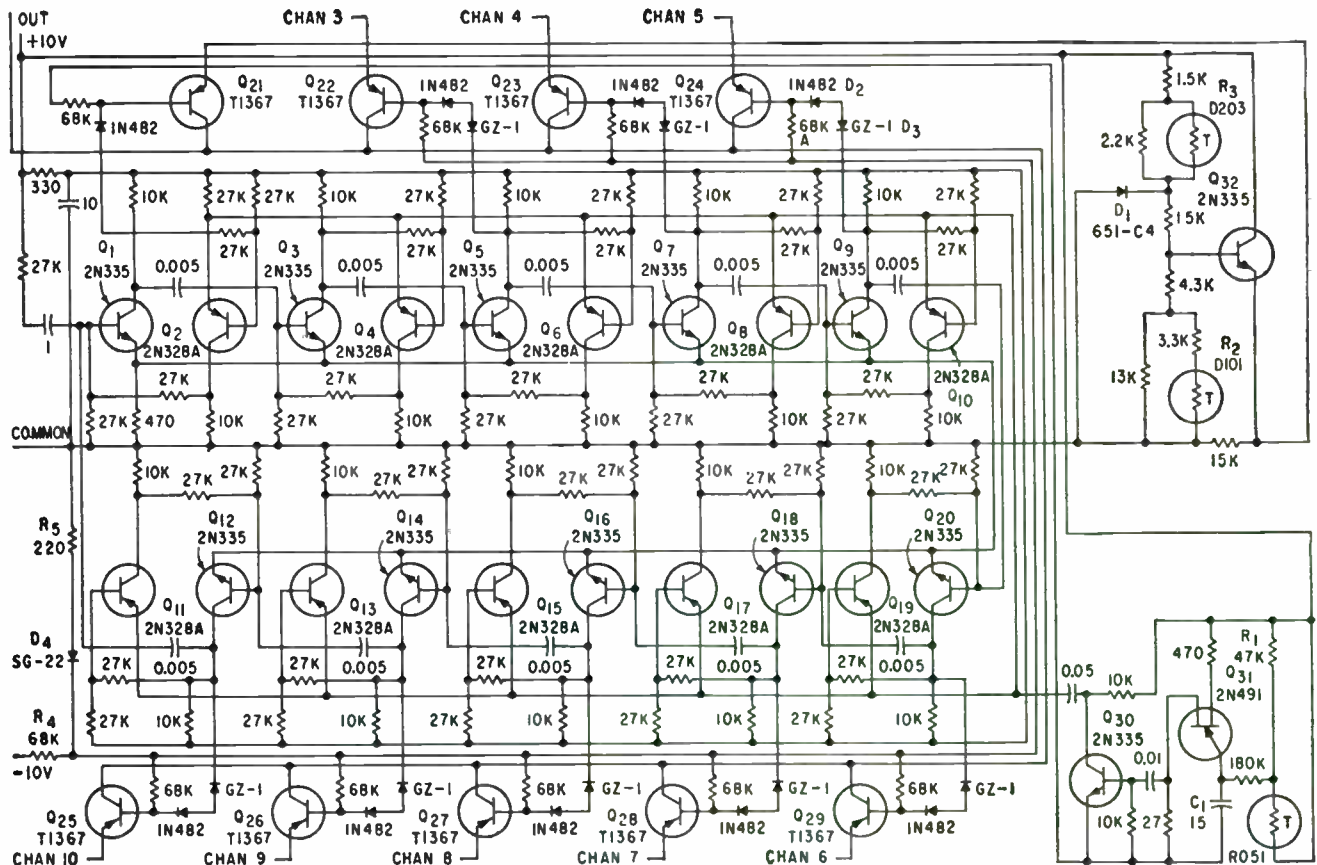 OUT CHAN 3 CHAN 4 CHAN 5
+10V
Q21 T1367 Q22 T1367 1N482 Q23 T1367 1N482 Q24 T1367 1N482 D2
68K 1N482 68K GZ-1 68K GZ-1 68K A GZ-1 D3
1.5K R3 D203
2.2K T
Q32 2N335
D1 651-C4 15K
4.3K
3.3K R2 D101
13K T
15K
330 10 10K 27K 27K 10K 27K 10K 27K 10K 27K 10K 27K
27K 27K 27K 27K 27K
27K Q1 2N335 0.005 Q3 2N335 0.005 Q5 2N335 0.005 Q7 2N335 0.005 Q9 2N335 0.005
1 Q2 2N328A Q4 2N328A Q6 2N328A Q8 2N328A 2N328A Q10
27K 27K 27K 27K 27K
27K 470 10K 27K 10K 27K 10K 27K 10K 27K 10K
COMMON
10K 27K 10K 27K 10K 27K 10K 27K 10K 27K
27K 27K 27K 27K 27K
R5 220
Q12 2N335 Q14 2N335 Q16 2N335 Q18 2N335 Q20 2N335
Q11 2N328A Q13 2N328A Q15 2N328A Q17 2N328A Q19 2N328A
D4 SG-22
0.005 0.005 0.005 0.005 0.005
27K 27K 27K 27K 27K
27K 10K 27K 10K 27K 10K 27K 10K 27K 10K
R4 68K
-10V
68K GZ-1 68K GZ-1 68K GZ-1 68K GZ-1 68K GZ-1
Q25 T1367 1N482 Q26 T1367 1N482 Q27 T1367 1N482 Q28 T1367 1N482 Q29 T1367 1N482
CHAN 10 CHAN 9 CHAN 8 CHAN 7 CHAN 6
0.05 10K 470 R1 47K
Q31 2N491
Q30 2N335
0.01 180K
10K 27 C1 15 T
R051